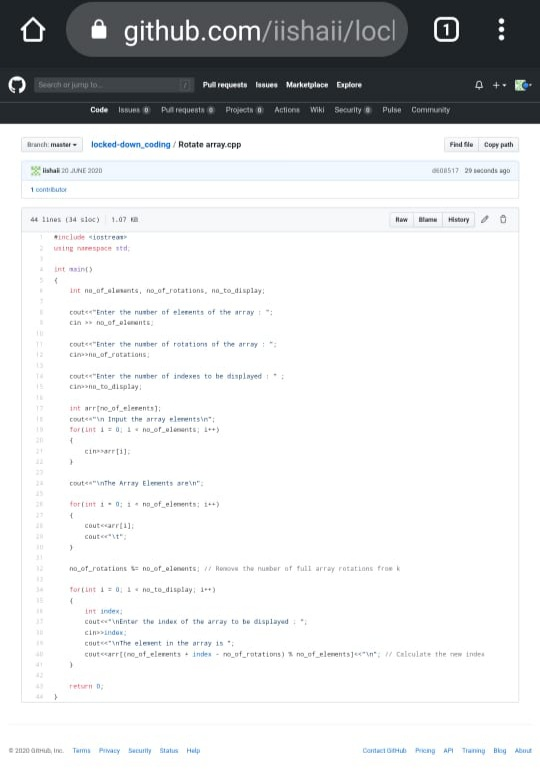 github.com/iishaii/locl
1
Search or jump to...
/
Pull requests Issues Marketplace Explore
Code Issues 0 Pull requests 0 Projects 0 Actions Wiki Security 0 Pulse Community
Branch: master
locked-down_coding / Rotate array.cpp
Find file Copy path
iishaii 20 JUNE 2020
d608517 29 seconds ago
1 contributor
44 lines (34 sloc) 1.07 KB
Raw Blame History
1 #include <iostream>
2 using namespace std;
3
4 int main()
5 {
6 int no_of_elements, no_of_rotations, no_to_display;
7
8 cout<<"Enter the number of elements of the array : ";
9 cin >> no_of_elements;
10
11 cout<<"Enter the number of rotations of the array : ";
12 cin>>no_of_rotations;
13
14 cout<<"Enter the number of indexes to be displayed : " ;
15 cin>>no_to_display;
16
17 int arr[no_of_elements];
18 cout<<"\n Input the array elements\n";
19 for(int i = 0; i < no_of_elements; i++)
20 {
21 cin>>arr[i];
22 }
23
24 cout<<"\nThe Array Elements are\n";
25
26 for(int i = 0; i < no_of_elements; i++)
27 {
28 cout<<arr[i];
29 cout<<"\t";
30 }
31
32 no_of_rotations %= no_of_elements; // Remove the number of full array rotations from k
33
34 for(int i = 0; i < no_to_display; i++)
35 {
36 int index;
37 cout<<"\nEnter the index of the array to be displayed : ";
38 cin>>index;
39 cout<<"\nThe element in the array is ";
40 cout<<arr[(no_of_elements + index - no_of_rotations) % no_of_elements]<<"\n"; // Calculate the new index
41 }
42
43 return 0;
44 }
© 2020 GitHub, Inc. Terms Privacy Security Status Help
Contact GitHub Pricing API Training Blog About